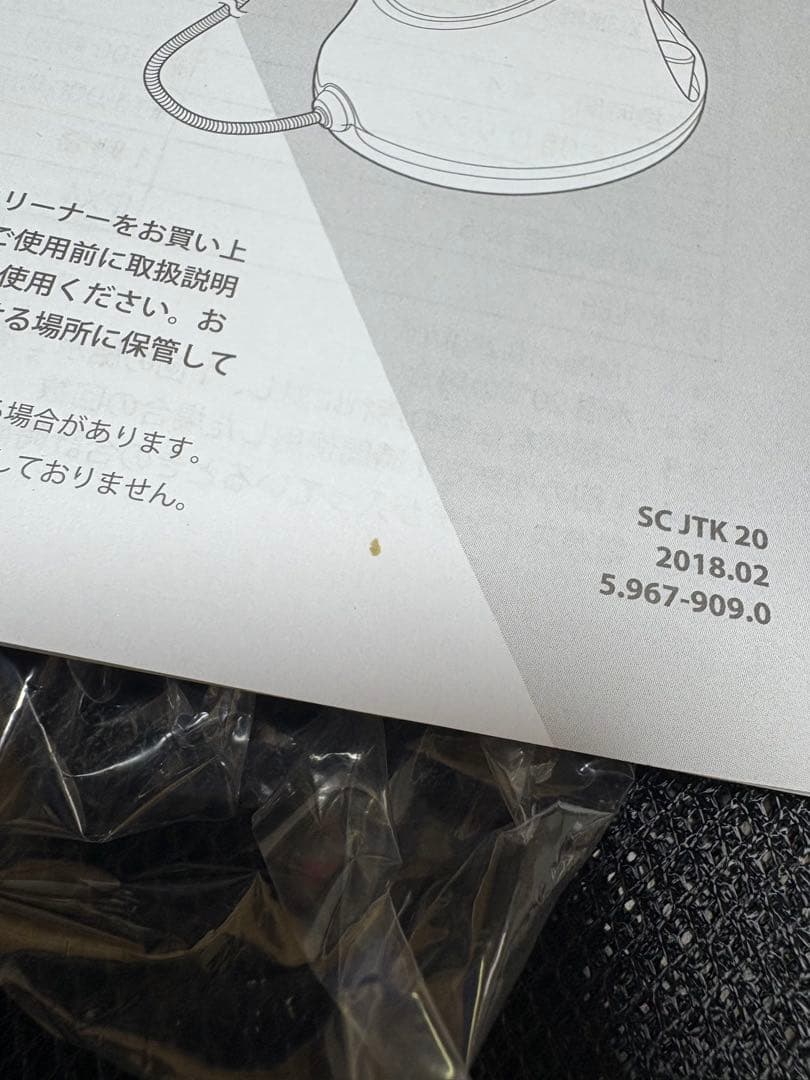 リーナーをお買い上
ご使用前に取扱説明
使用ください。お
る場所に保管して
場合があります。
しておりません。
SC JTK 20
2018.02
5.967-909.0